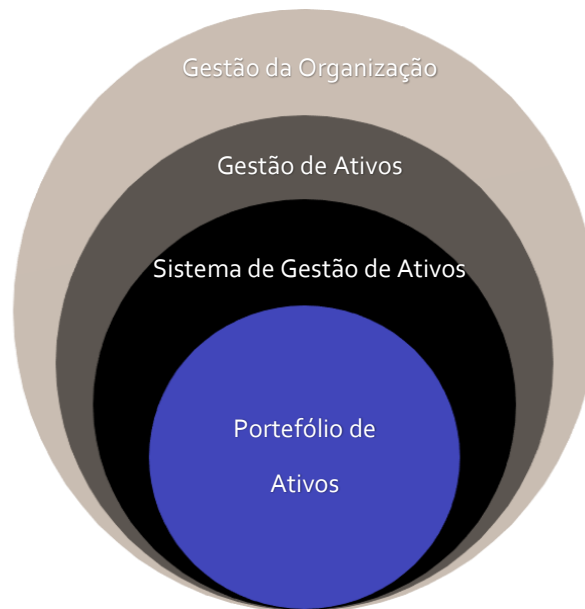 Gestão da Organização
Gestão de Ativos
Sistema de Gestão de Ativos
Portefólio de
Ativos